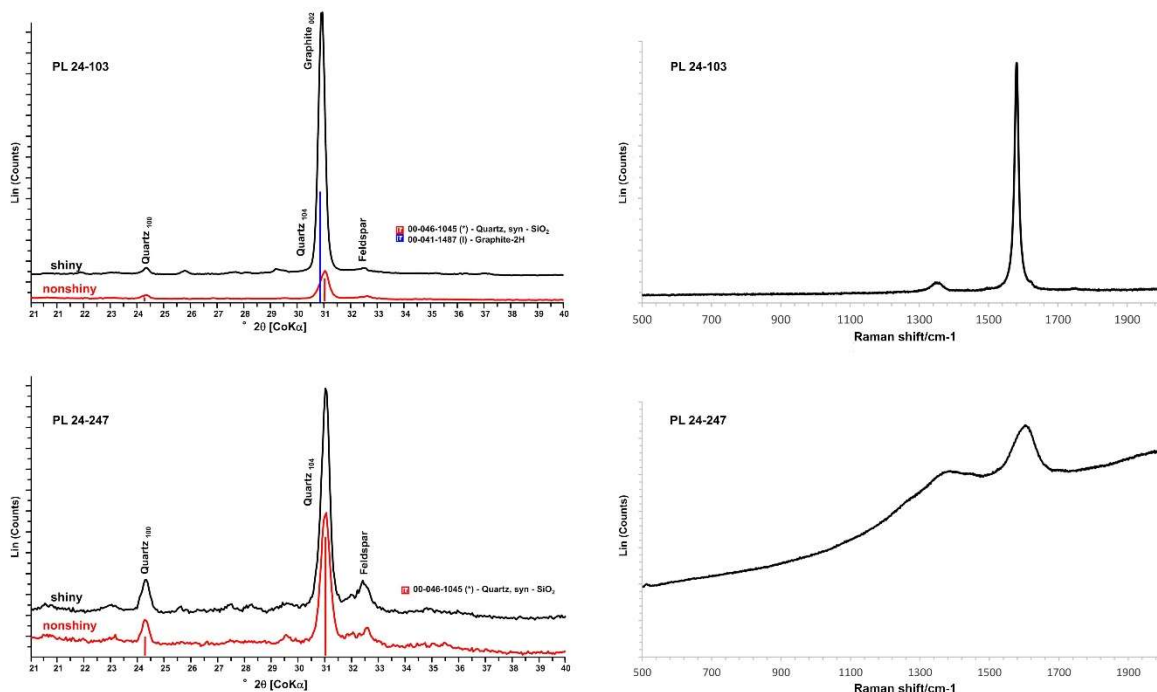 PL 24-103
Lin (Counts)
Quartz 100
Graphite 002
Quartz 104
Feldspar
00-046-1045 (*) - Quartz, syn - SiO₂
00-041-1487 (I) - Graphite-2H
shiny
nonshiny
21 22 23 24 25 26 27 28 29 30 31 32 33 34 35 36 37 38 39 40
° 2θ [CoKα]
PL 24-103
Lin (Counts)
500 700 900 1100 1300 1500 1700 1900
Raman shift/cm-1
PL 24-247
Lin (Counts)
Quartz 100
Quartz 104
Feldspar
00-046-1045 (*) - Quartz, syn - SiO₂
shiny
nonshiny
21 22 23 24 25 26 27 28 29 30 31 32 33 34 35 36 37 38 39 40
° 2θ [CoKα]
PL 24-247
Lin (Counts)
500 700 900 1100 1300 1500 1700 1900
Raman shift/cm-1